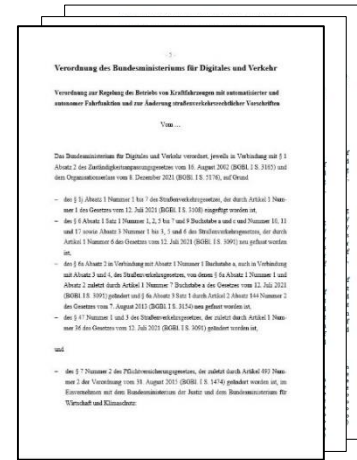 - 5 -
Verordnung des Bundesministeriums für Digitales und Verkehr
Verordnung zur Regelung des Betriebs von Kraftfahrzeugen mit automatisierter und
autonomer Fahrfunktion und zur Änderung straßenverkehrsrechtlicher Vorschriften
Vom ...
Das Bundesministerium für Digitales und Verkehr verordnet, jeweils in Verbindung mit § 1
Absatz 2 des Zuständigkeitsanpassungsgesetzes vom 16. August 2002 (BGBl. I S. 3165) und
dem Organisationserlass vom 8. Dezember 2021 (BGBl. I S. 5176), auf Grund
– des § 1j Absatz 1 Nummer 1 bis 7 des Straßenverkehrsgesetzes, der durch Artikel 1 Num-
mer 1 des Gesetzes vom 12. Juli 2021 (BGBl. I S. 3108) eingefügt worden ist,
– des § 6 Absatz 1 Satz 1 Nummer 1, 2, 5 bis 7 und 8 Buchstabe a und c und Nummer 10, 11
und 17 sowie Absatz 3 Nummer 1 bis 3, 5 und 6 des Straßenverkehrsgesetzes, der durch
Artikel 1 Nummer 6 des Gesetzes vom 12. Juli 2021 (BGBl. I S. 3091) neu gefasst worden
ist,
– des § 6a Absatz 2 in Verbindung mit Absatz 1 Nummer 1 Buchstabe a, auch in Verbindung
mit Absatz 3 und 4, des Straßenverkehrsgesetzes, von denen § 6a Absatz 1 Nummer 1 und
Absatz 2 zuletzt durch Artikel 1 Nummer 7 Buchstabe a des Gesetzes vom 12. Juli 2021
(BGBl. I S. 3091) geändert und § 6a Absatz 3 Satz 1 durch Artikel 2 Absatz 144 Nummer 2
des Gesetzes vom 7. August 2013 (BGBl. I S. 3154) neu gefasst worden ist,
– des § 47 Nummer 1 und 3 des Straßenverkehrsgesetzes, der zuletzt durch Artikel 1 Num-
mer 36 des Gesetzes vom 12. Juli 2021 (BGBl. I S. 3091) geändert worden ist,
und
– des § 7 Nummer 2 des Pflichtversicherungsgesetzes, der zuletzt durch Artikel 493 Num-
mer 2 der Verordnung vom 31. August 2015 (BGBl. I S. 1474) geändert worden ist, im
Einvernehmen mit dem Bundesministerium der Justiz und dem Bundesministerium für
Wirtschaft und Klimaschutz: